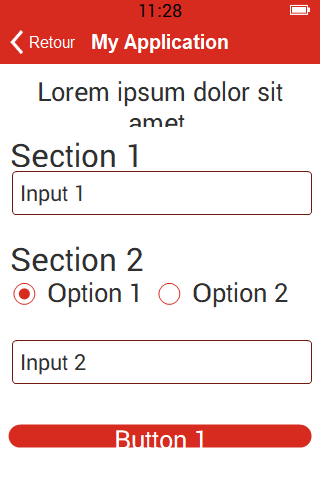 11:28
Retour My Application
Lorem ipsum dolor sit
amet
Section 1
Input 1
Section 2
Option 1 Option 2
Input 2
Button 1